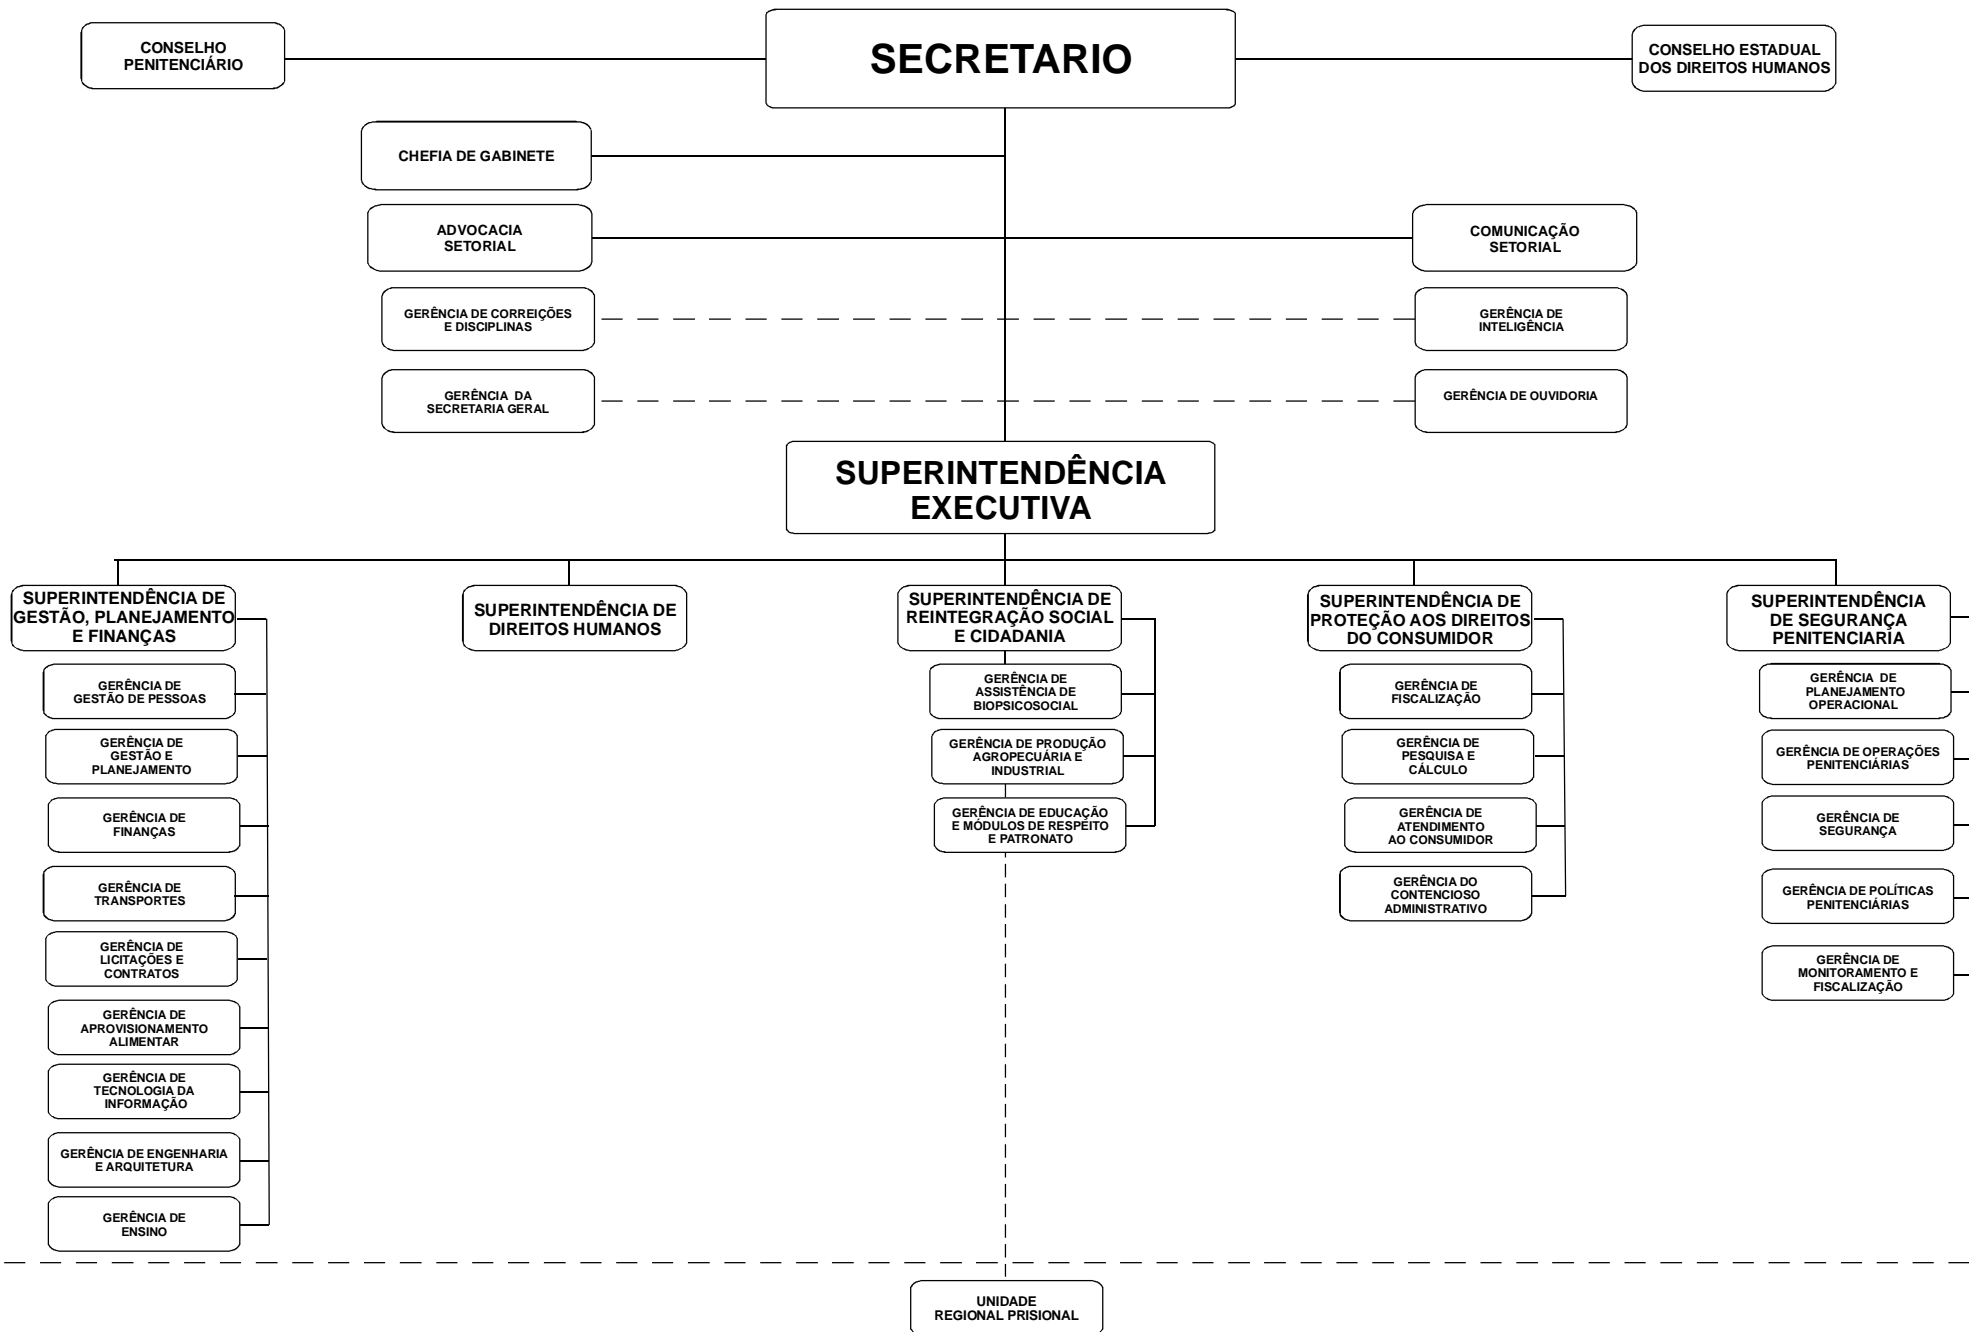 CONSELHO
PENITENCIÁRIO
SECRETARIO
CONSELHO ESTADUAL
DOS DIREITOS HUMANOS
CHEFIA DE GABINETE
ADVOCACIA
SETORIAL
COMUNICAÇÃO
SETORIAL
GERÊNCIA DE CORREIÇÕES
E DISCIPLINAS
GERÊNCIA DE
INTELIGÊNCIA
GERÊNCIA DA
SECRETARIA GERAL
GERÊNCIA DE OUVIDORIA
SUPERINTENDÊNCIA
EXECUTIVA
SUPERINTENDÊNCIA DE
GESTÃO, PLANEJAMENTO
E FINANÇAS
GERÊNCIA DE
GESTÃO DE PESSOAS
GERÊNCIA DE
GESTÃO E
PLANEJAMENTO
GERÊNCIA DE
FINANÇAS
GERÊNCIA DE
TRANSPORTES
GERÊNCIA DE
LICITAÇÕES E
CONTRATOS
GERÊNCIA DE
APROVISIONAMENTO
ALIMENTAR
GERÊNCIA DE
TECNOLOGIA DA
INFORMAÇÃO
GERÊNCIA DE ENGENHARIA
E ARQUITETURA
GERÊNCIA DE
ENSINO
SUPERINTENDÊNCIA DE
DIREITOS HUMANOS
SUPERINTENDÊNCIA DE
REINTEGRAÇÃO SOCIAL
E CIDADANIA
GERÊNCIA DE
ASSISTÊNCIA DE
BIOPSICOSOCIAL
GERÊNCIA DE PRODUÇÃO
AGROPECUÁRIA E
INDUSTRIAL
GERÊNCIA DE EDUCAÇÃO
E MÓDULOS DE RESPEITO
E PATRONATO
SUPERINTENDÊNCIA DE
PROTEÇÃO AOS DIREITOS
DO CONSUMIDOR
GERÊNCIA DE
FISCALIZAÇÃO
GERÊNCIA DE
PESQUISA E
CÁLCULO
GERÊNCIA DE
ATENDIMENTO
AO CONSUMIDOR
GERÊNCIA DO
CONTENCIOSO
ADMINISTRATIVO
SUPERINTENDÊNCIA
DE SEGURANÇA
PENITENCIARIA
GERÊNCIA DE
PLANEJAMENTO
OPERACIONAL
GERÊNCIA DE OPERAÇÕES
PENITENCIÁRIAS
GERÊNCIA DE
SEGURANÇA
GERÊNCIA DE POLÍTICAS
PENITENCIÁRIAS
GERÊNCIA DE
MONITORAMENTO E
FISCALIZAÇÃO
UNIDADE
REGIONAL PRISIONAL